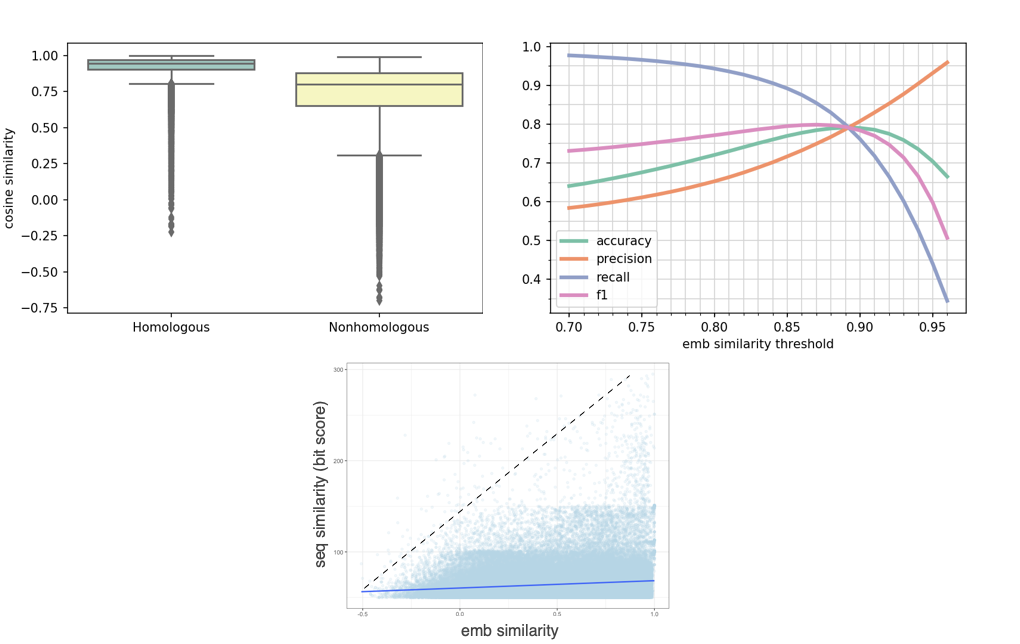 cosine similarity
1.00
0.75
0.50
0.25
0.00
−0.25
−0.50
−0.75
Homologous
Nonhomologous
1.0
0.9
0.8
0.7
0.6
0.5
0.4
accuracy
precision
recall
f1
0.70
0.75
0.80
0.85
0.90
0.95
emb similarity threshold
seq similarity (bit score)
300
200
100
-0.5
0.0
0.5
1.0
emb similarity